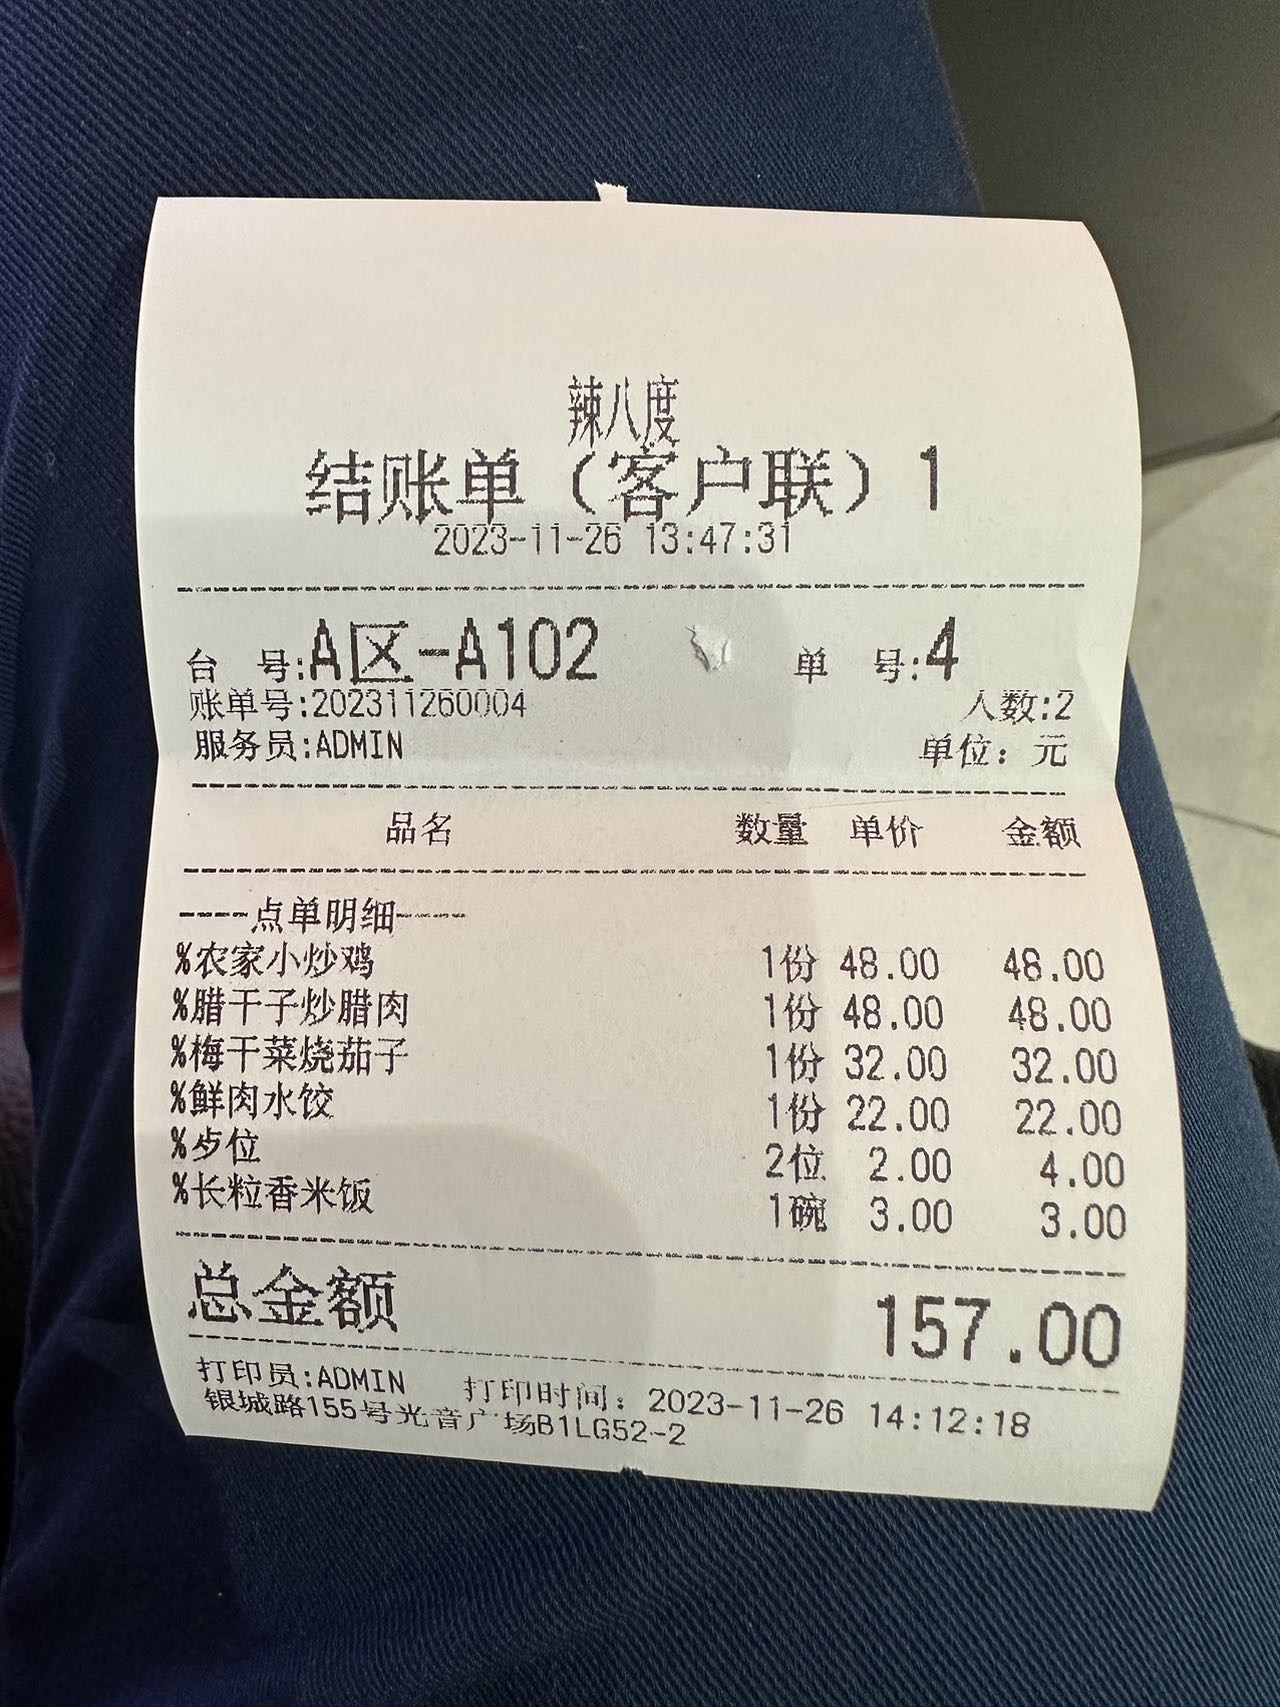 辣八度
结账单（客户联）1
2023-11-26 13:47:31
台 号:A区-A102 单 号:4
账单号:202311260004 人数:2
服务员:ADMIN 单位：元
品名 数量 单价 金额
----点单明细----
%农家小炒鸡 1份 48.00 48.00
%腊干子炒腊肉 1份 48.00 48.00
%梅干菜烧茄子 1份 32.00 32.00
%鲜肉水饺 1份 22.00 22.00
%歺位 2位 2.00 4.00
%长粒香米饭 1碗 3.00 3.00
总金额 157.00
打印员:ADMIN 打印时间：2023-11-26 14:12:18
银城路155号光音广场B1LG52-2